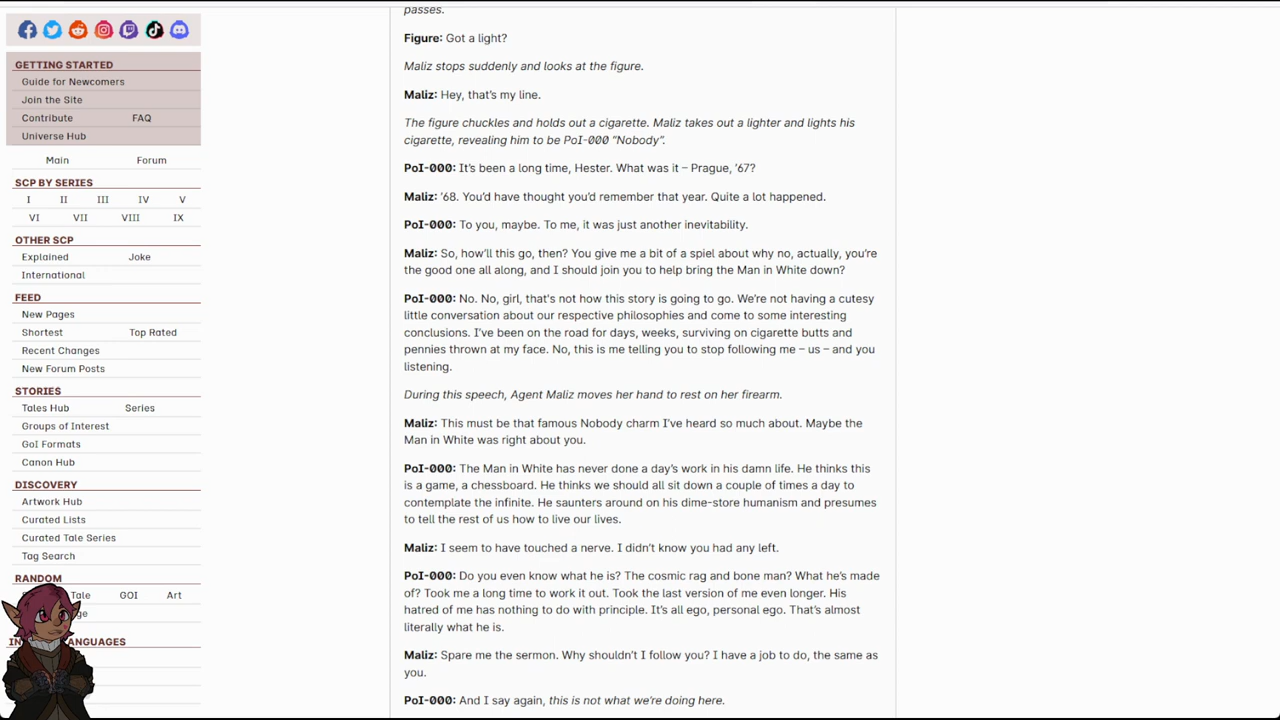 passes.
Figure: Got a light?
Maliz stops suddenly and looks at the figure.
Maliz: Hey, that's my line.
The figure chuckles and holds out a cigarette. Maliz takes out a lighter and lights his
cigarette, revealing him to be PoI-000 "Nobody".
PoI-000: It's been a long time, Hester. What was it – Prague, '67?
Maliz: '68. You'd have thought you'd remember that year. Quite a lot happened.
PoI-000: To you, maybe. To me, it was just another inevitability.
Maliz: So, how'll this go, then? You give me a bit of a spiel about why no, actually, you're
the good one all along, and I should join you to help bring the Man in White down?
PoI-000: No. No, girl, that's not how this story is going to go. We're not having a cutesy
little conversation about our respective philosophies and come to some interesting
conclusions. I've been on the road for days, weeks, surviving on cigarette butts and
pennies thrown at my face. No, this is me telling you to stop following me – us – and you
listening.
During this speech, Agent Maliz moves her hand to rest on her firearm.
Maliz: This must be that famous Nobody charm I've heard so much about. Maybe the
Man in White was right about you.
PoI-000: The Man in White has never done a day's work in his damn life. He thinks this
is a game, a chessboard. He thinks we should all sit down a couple of times a day to
contemplate the infinite. He saunters around on his dime-store humanism and presumes
to tell the rest of us how to live our lives.
Maliz: I seem to have touched a nerve. I didn't know you had any left.
PoI-000: Do you even know what he is? The cosmic rag and bone man? What he's made
of? Took me a long time to work it out. Took the last version of me even longer. His
hatred of me has nothing to do with principle. It's all ego, personal ego. That's almost
literally what he is.
Maliz: Spare me the sermon. Why shouldn't I follow you? I have a job to do, the same as
you.
PoI-000: And I say again, this is not what we're doing here.
GETTING STARTED
Guide for Newcomers
Join the Site
Contribute FAQ
Universe Hub
Main Forum
SCP BY SERIES
I II III IV V
VI VII VIII IX
OTHER SCP
Explained Joke
International
FEED
New Pages
Shortest Top Rated
Recent Changes
New Forum Posts
STORIES
Tales Hub Series
Groups of Interest
GoI Formats
Canon Hub
DISCOVERY
Artwork Hub
Curated Lists
Curated Tale Series
Tag Search
RANDOM
Tale GOI Art